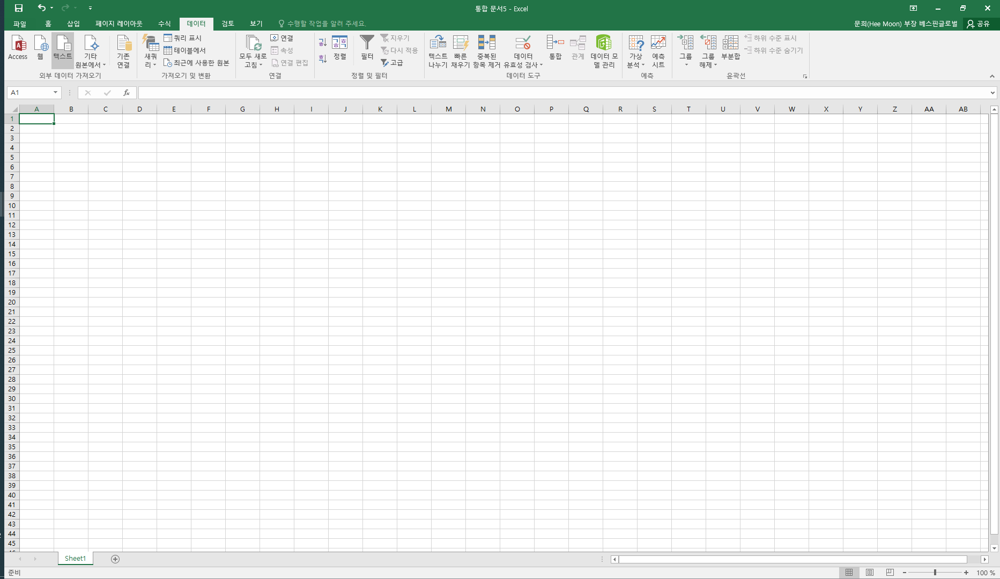 통합 문서5 - Excel
파일 홈 삽입 페이지 레이아웃 수식 데이터 검토 보기 수행할 작업을 알려 주세요. 문희(Hee Moon) 부장 베스핀글로벌 공유
Access 웹 텍스트 기타 원본에서 기존 연결
외부 데이터 가져오기
새쿼리 쿼리 표시
테이블에서
최근에 사용한 원본
가져오기 및 변환
모두 새로 고침 연결
속성
연결 편집
연결
정렬 필터 지우기
다시 적용
고급
정렬 및 필터
텍스트 나누기 빠른 채우기 중복된 항목 제거 데이터 유효성 검사 통합 관계 데이터 모델 관리
데이터 도구
가상 분석 예측 시트
예측
그룹 그룹 해제 부분합 하위 수준 표시
하위 수준 숨기기
윤곽선
A1 fx
A B C D E F G H I J K L M N O P Q R S T U V W X Y Z AA AB
1
2
3
4
5
6
7
8
9
10
11
12
13
14
15
16
17
18
19
20
21
22
23
24
25
26
27
28
29
30
31
32
33
34
35
36
37
38
39
40
41
42
43
44
45
Sheet1
준비 100 %